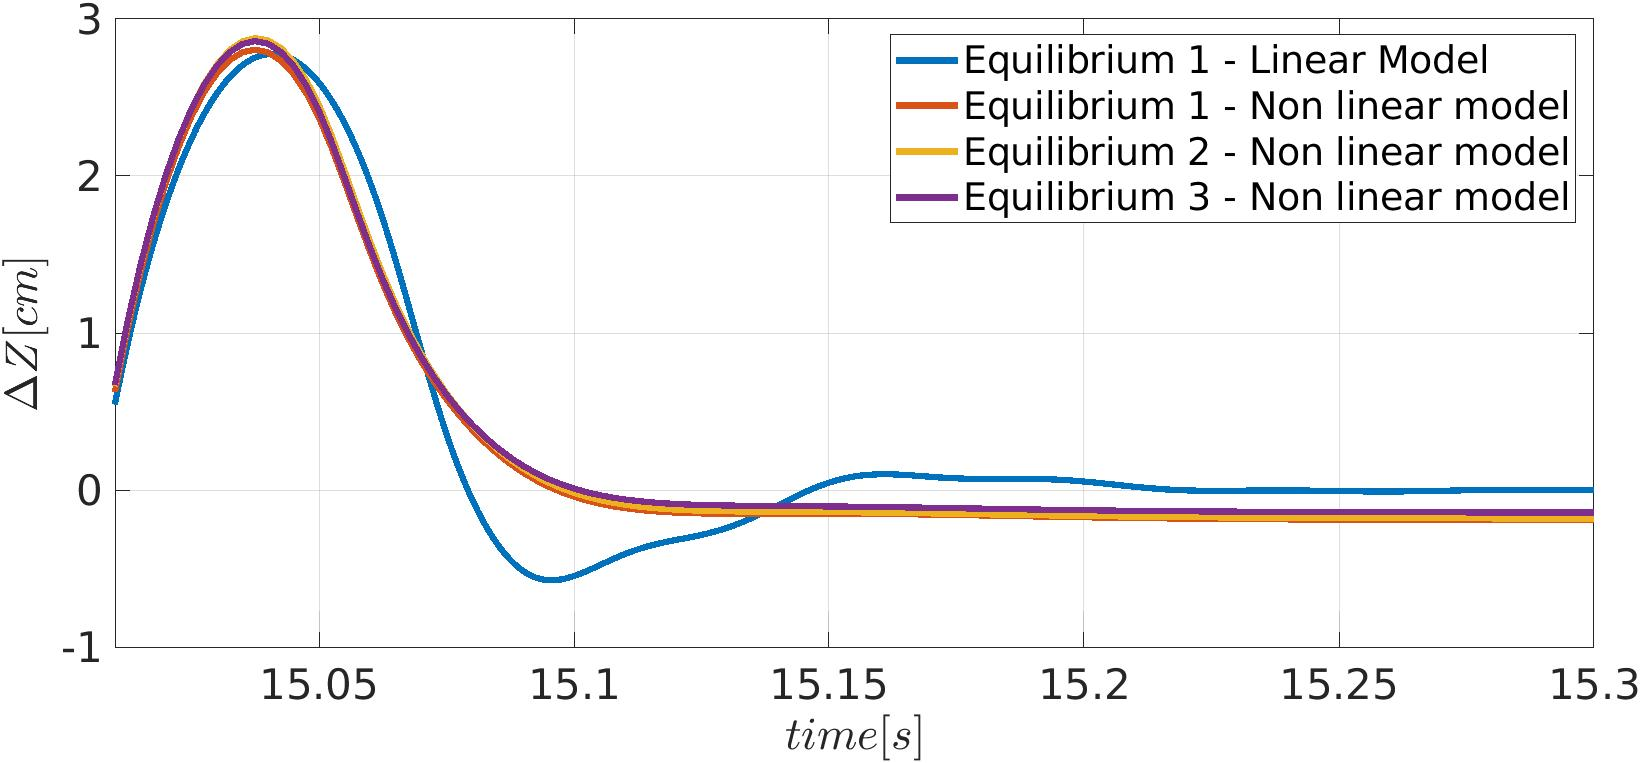 3
2
1
0
-1
ΔZ[cm]
Equilibrium 1 - Linear Model
Equilibrium 1 - Non linear model
Equilibrium 2 - Non linear model
Equilibrium 3 - Non linear model
15.05 15.1 15.15 15.2 15.25 15.3
time[s]